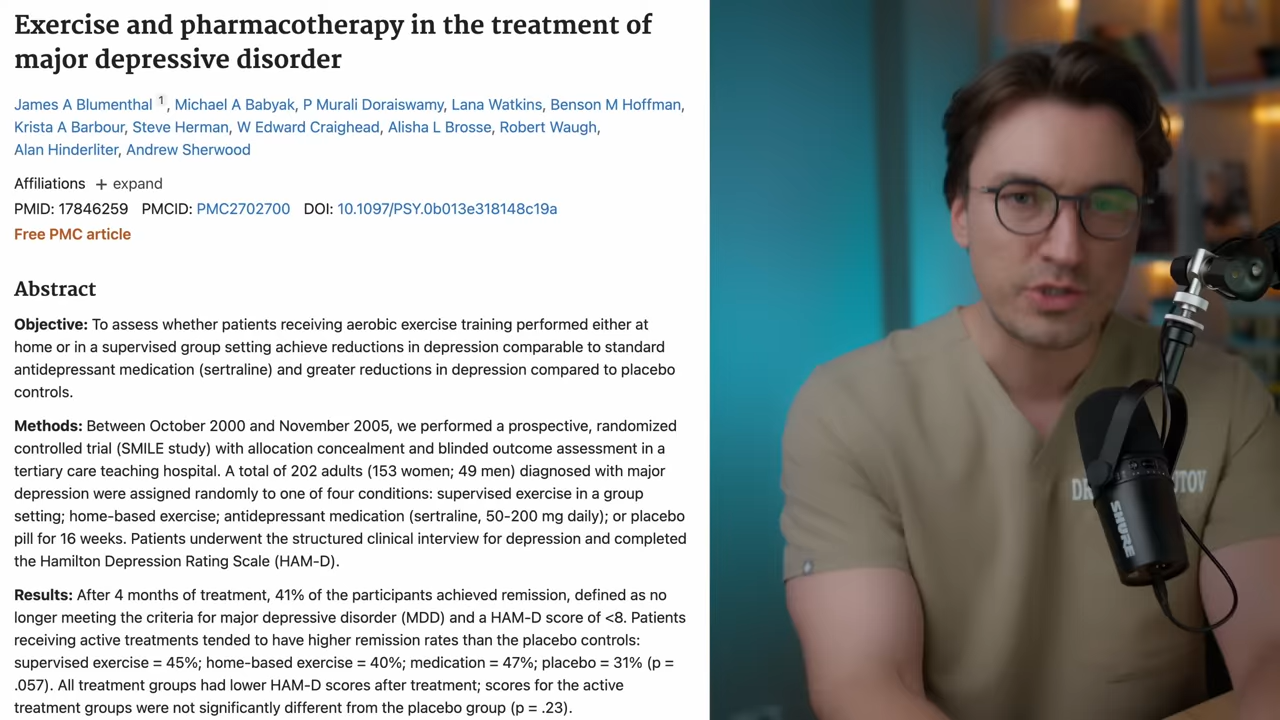 Exercise and pharmacotherapy in the treatment of
major depressive disorder
James A Blumenthal 1, Michael A Babyak, P Murali Doraiswamy, Lana Watkins, Benson M Hoffman,
Krista A Barbour, Steve Herman, W Edward Craighead, Alisha L Brosse, Robert Waugh,
Alan Hinderliter, Andrew Sherwood
Affiliations + expand
PMID: 17846259 PMCID: PMC2702700 DOI: 10.1097/PSY.0b013e318148c19a
Free PMC article
Abstract
Objective: To assess whether patients receiving aerobic exercise training performed either at
home or in a supervised group setting achieve reductions in depression comparable to standard
antidepressant medication (sertraline) and greater reductions in depression compared to placebo
controls.
Methods: Between October 2000 and November 2005, we performed a prospective, randomized
controlled trial (SMILE study) with allocation concealment and blinded outcome assessment in a
tertiary care teaching hospital. A total of 202 adults (153 women; 49 men) diagnosed with major
depression were assigned randomly to one of four conditions: supervised exercise in a group
setting; home-based exercise; antidepressant medication (sertraline, 50-200 mg daily); or placebo
pill for 16 weeks. Patients underwent the structured clinical interview for depression and completed
the Hamilton Depression Rating Scale (HAM-D).
Results: After 4 months of treatment, 41% of the participants achieved remission, defined as no
longer meeting the criteria for major depressive disorder (MDD) and a HAM-D score of <8. Patients
receiving active treatments tended to have higher remission rates than the placebo controls:
supervised exercise = 45%; home-based exercise = 40%; medication = 47%; placebo = 31% (p =
.057). All treatment groups had lower HAM-D scores after treatment; scores for the active
treatment groups were not significantly different from the placebo group (p = .23).
SHURE